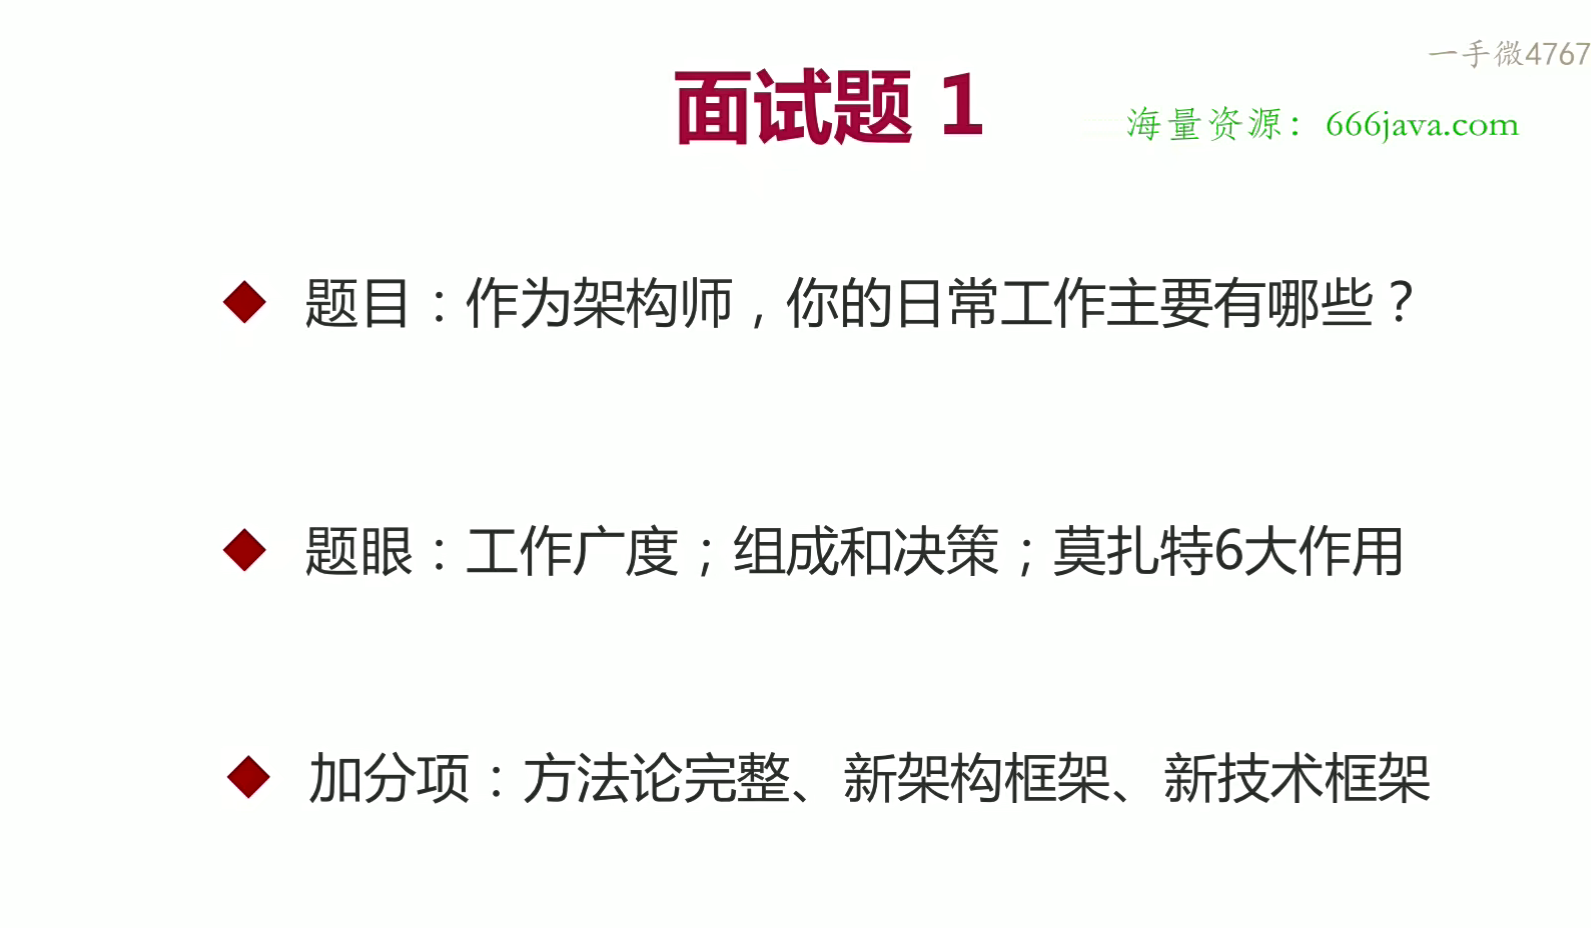 一手微4767
面试题 1
海量资源：666java.com
题目：作为架构师，你的日常工作主要有哪些？
题眼：工作广度；组成和决策；莫扎特6大作用
加分项：方法论完整、新架构框架、新技术框架